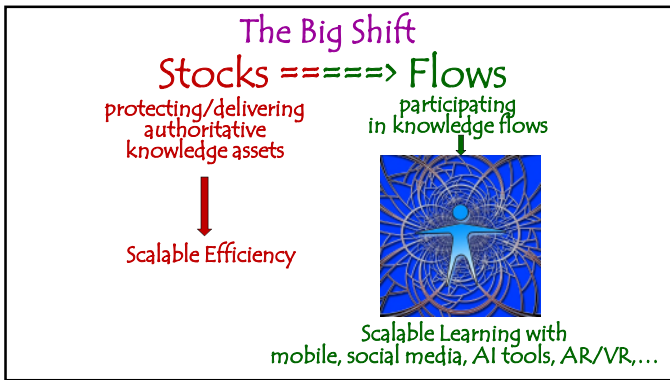 The Big Shift
Stocks =====> Flows
protecting/delivering
authoritative
knowledge assets
Scalable Efficiency
participating
in knowledge flows
Scalable Learning with
mobile, social media, AI tools, AR/VR,...